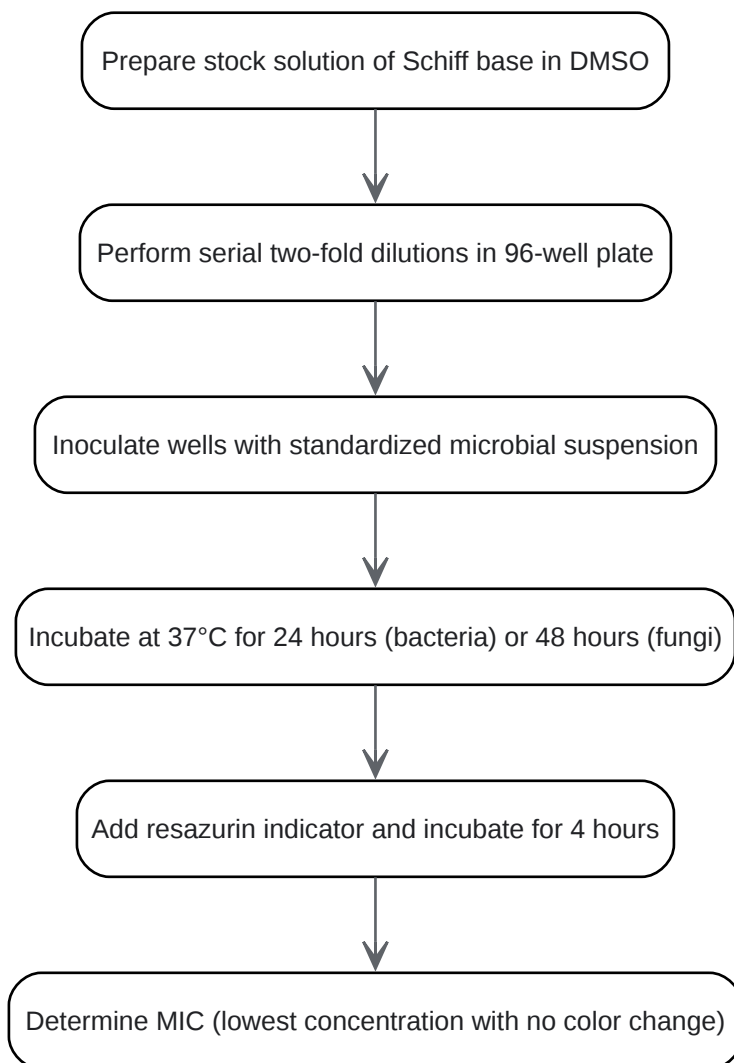 Prepare stock solution of Schiff base in DMSO
Perform serial two-fold dilutions in 96-well plate
Inoculate wells with standardized microbial suspension
Incubate at 37°C for 24 hours (bacteria) or 48 hours (fungi)
Add resazurin indicator and incubate for 4 hours
Determine MIC (lowest concentration with no color change)